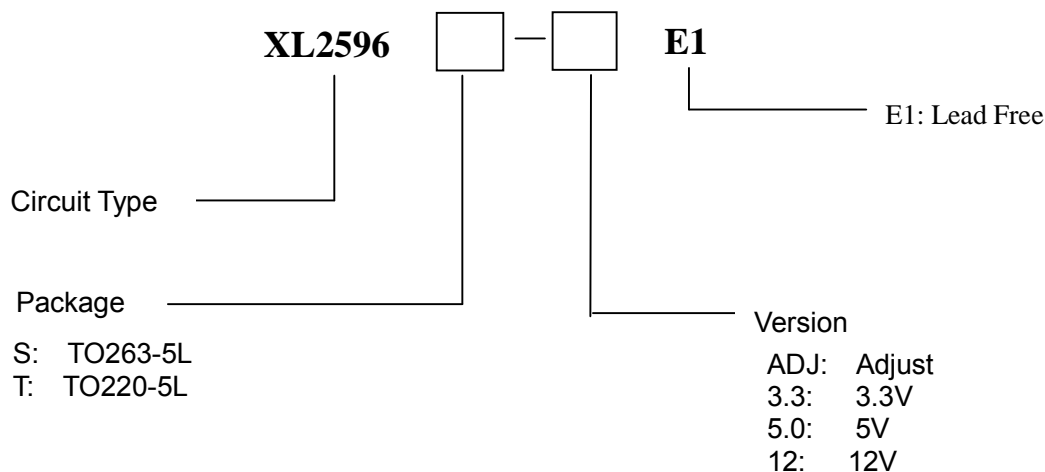 XL2596 – E1
E1: Lead Free
Circuit Type
Package
S: TO263-5L
T: TO220-5L
Version
ADJ: Adjust
3.3: 3.3V
5.0: 5V
12: 12V